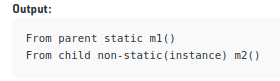 Output:
From parent static m1()
From child non-static(instance) m2()